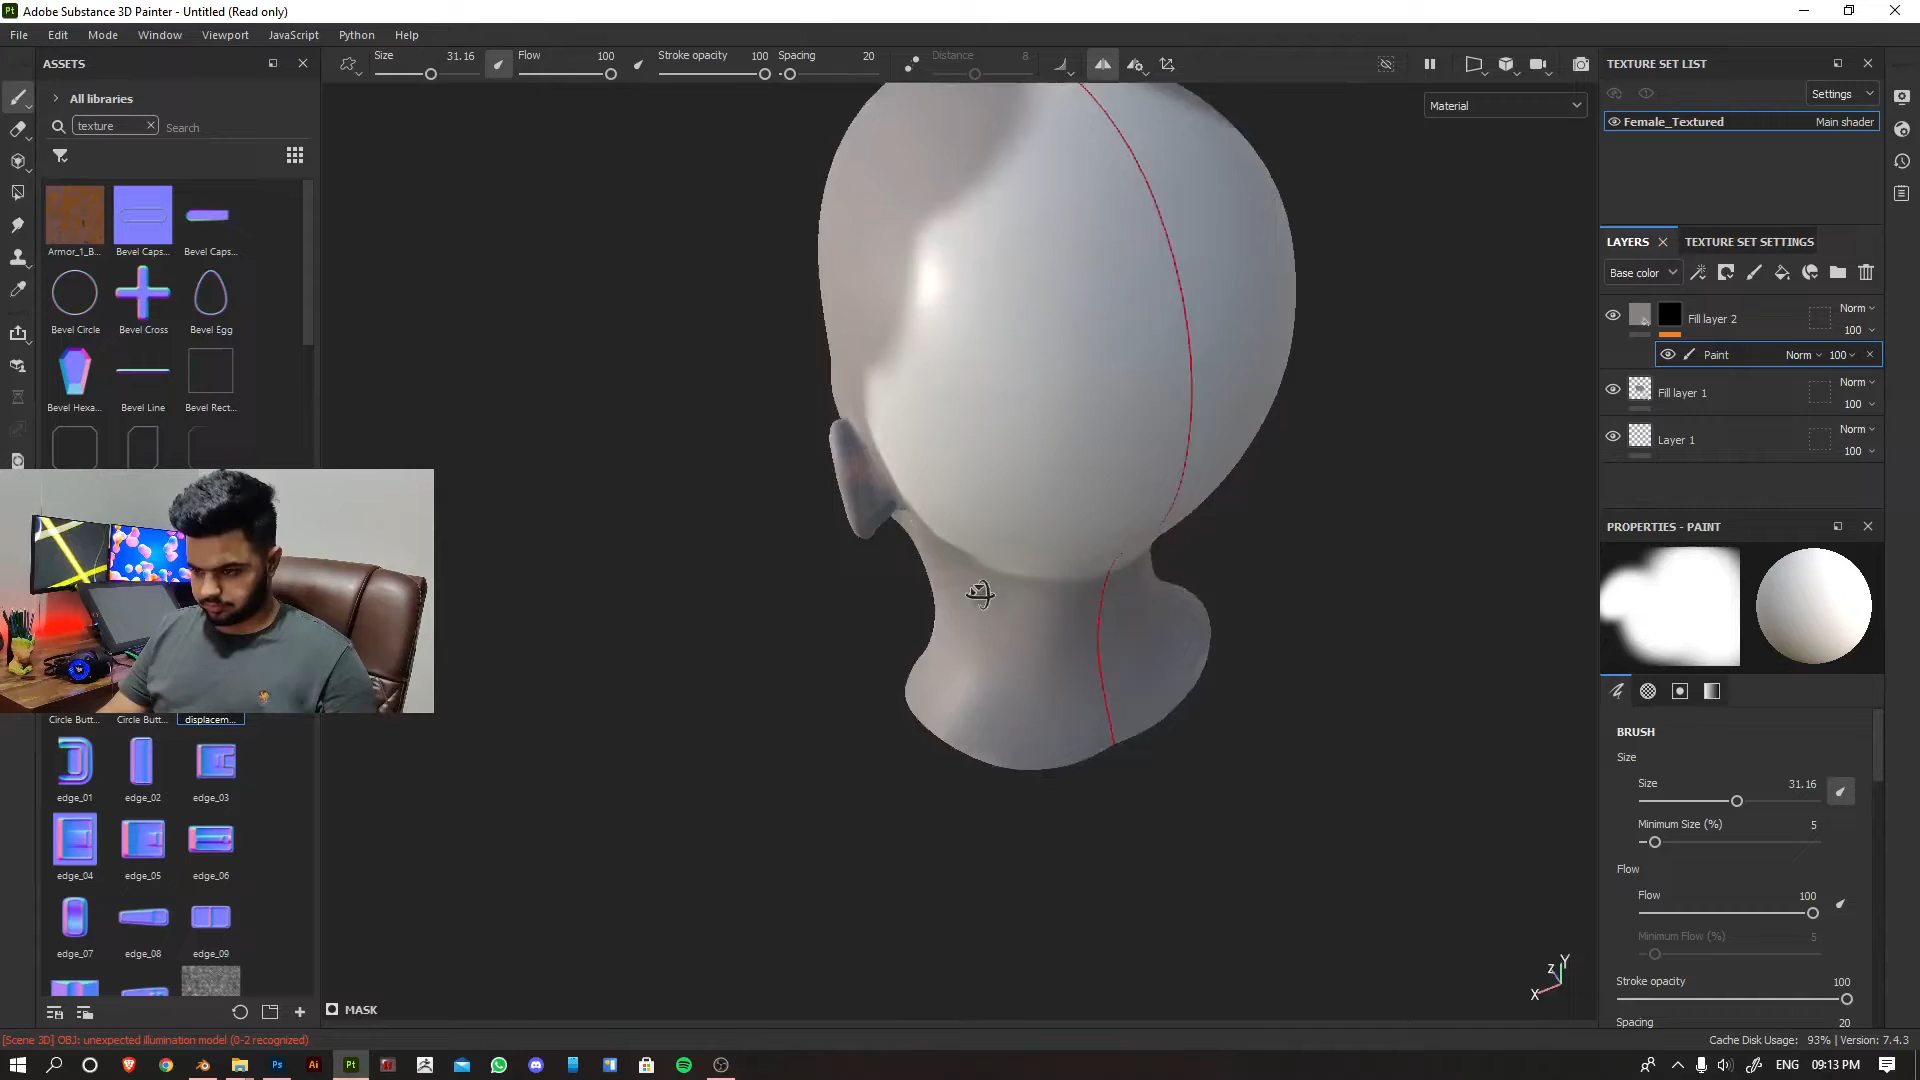 Pt Adobe Substance 3D Painter - Untitled (Read only)
File Edit Mode Window Viewport JavaScript Python Help
Size 31.16 Flow 100 Stroke opacity 100 Spacing 20 Distance 8
ASSETS
All libraries
texture Search
Armor_1_B... Bevel Caps... Bevel Caps...
Bevel Circle Bevel Cross Bevel Egg
Bevel Hexa... Bevel Line Bevel Rect...
Circle Butt... Circle Butt... displacem...
edge_01 edge_02 edge_03
edge_04 edge_05 edge_06
edge_07 edge_08 edge_09
Material
Y
Z
X
MASK
TEXTURE SET LIST
Settings
Female_Textured Main shader
LAYERS TEXTURE SET SETTINGS
Base color
Norm
Fill layer 2
100
Paint Norm 100
Norm
Fill layer 1
100
Norm
Layer 1
100
PROPERTIES - PAINT
BRUSH
Size
Size 31.16
Minimum Size (%) 5
Flow
Flow 100
Minimum Flow (%) 5
Stroke opacity 100
Spacing 20
[Scene 3D] OBJ: unexpected illumination model (0-2 recognized)
Cache Disk Usage: 93% | Version: 7.4.3
Ps Ai Pt
ENG 09:13 PM